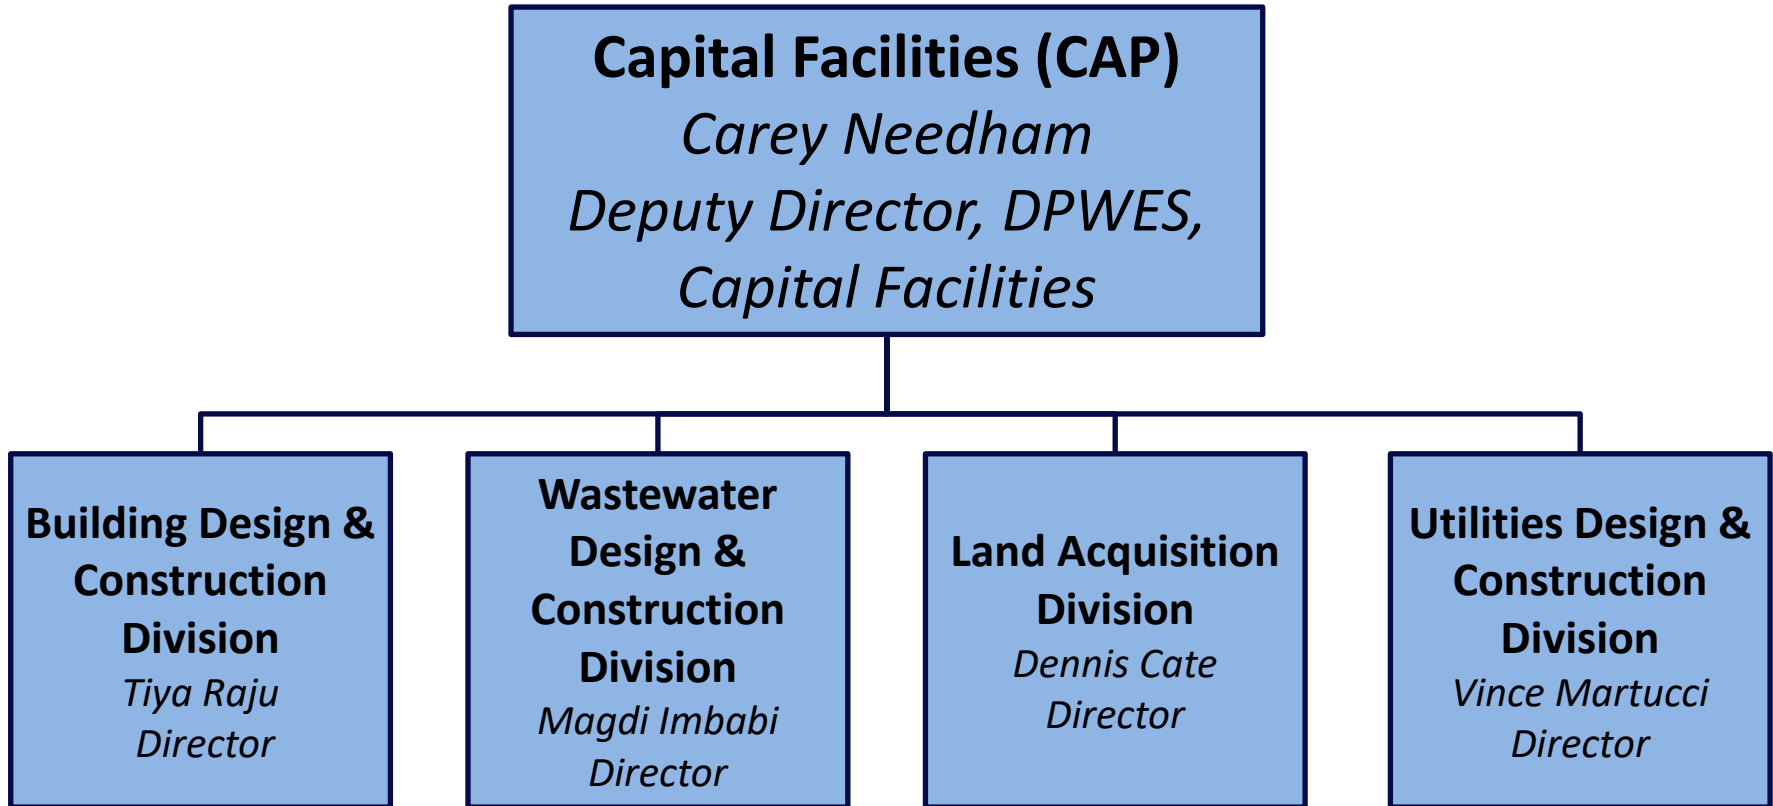 Capital Facilities (CAP)
Carey Needham
Deputy Director, DPWES,
Capital Facilities
Building Design &
Construction
Division
Tiya Raju
Director
Wastewater
Design &
Construction
Division
Magdi Imbabi
Director
Land Acquisition
Division
Dennis Cate
Director
Utilities Design &
Construction
Division
Vince Martucci
Director